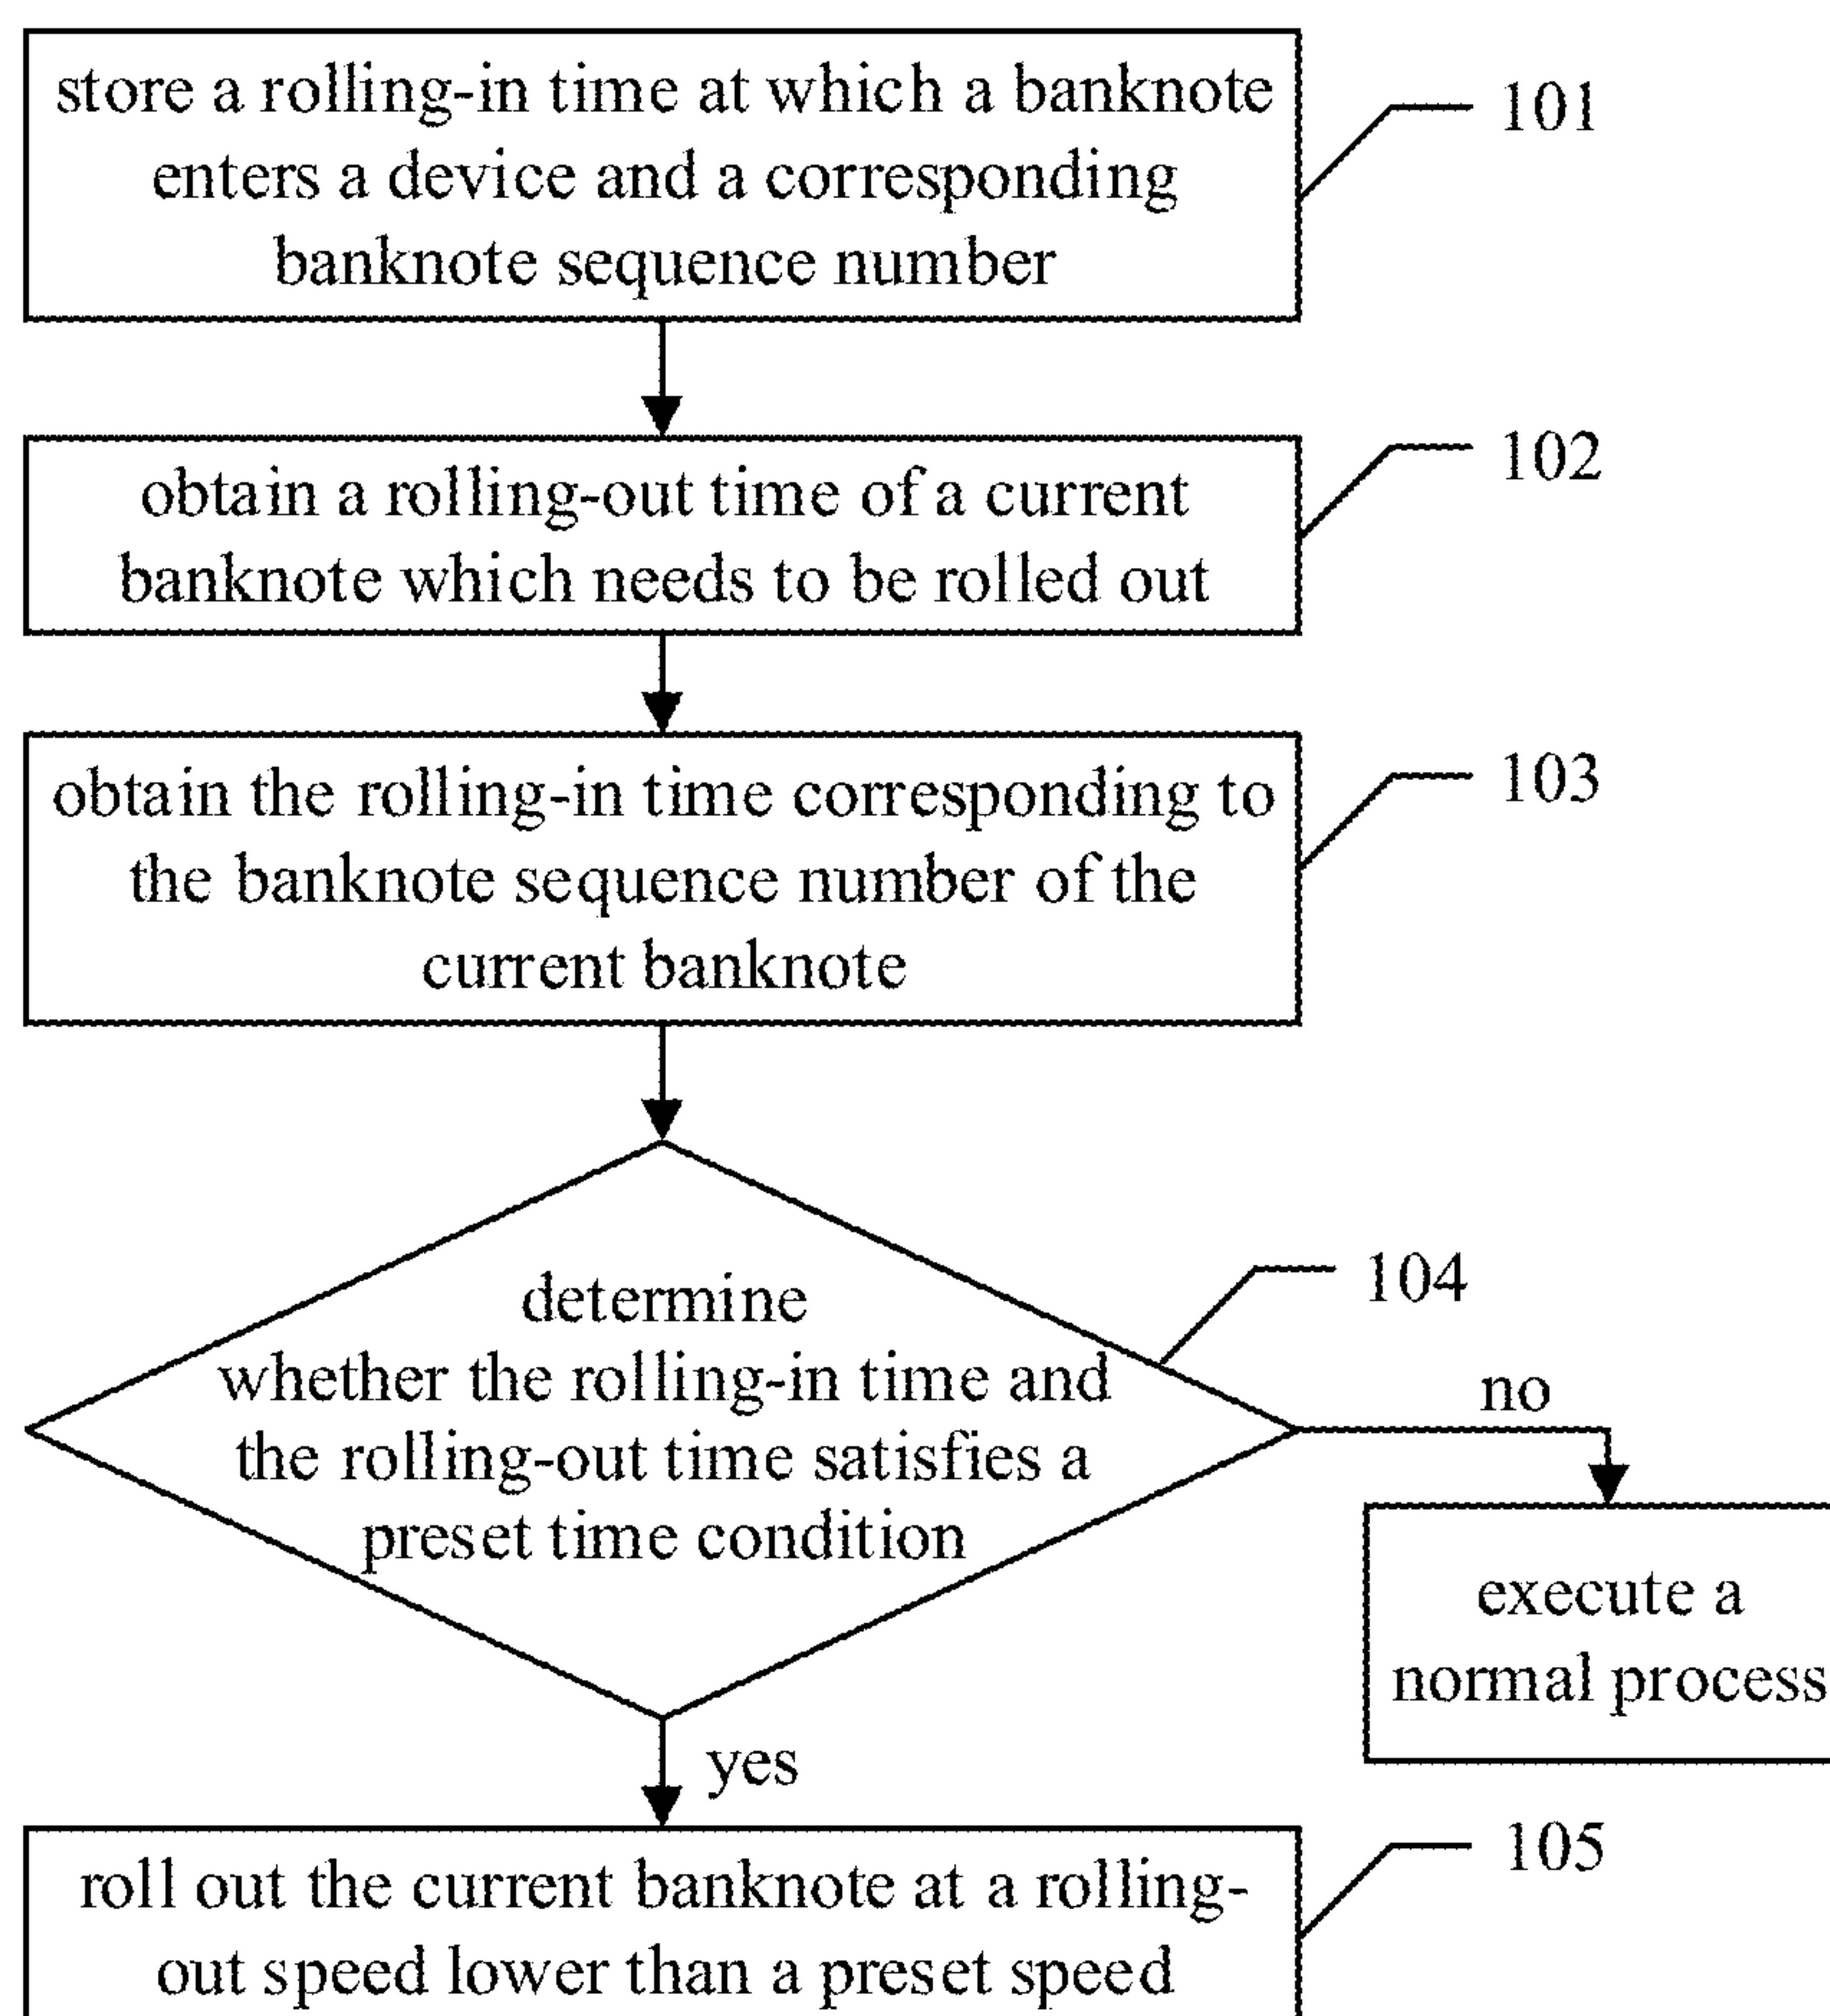 store a rolling-in time at which a banknote
enters a device and a corresponding
banknote sequence number
101
obtain a rolling-out time of a current
banknote which needs to be rolled out
102
obtain the rolling-in time corresponding to
the banknote sequence number of the
current banknote
103
determine
whether the rolling-in time and
the rolling-out time satisfies a
preset time condition
104
no
execute a
normal process
yes
roll out the current banknote at a rolling-
out speed lower than a preset speed
105